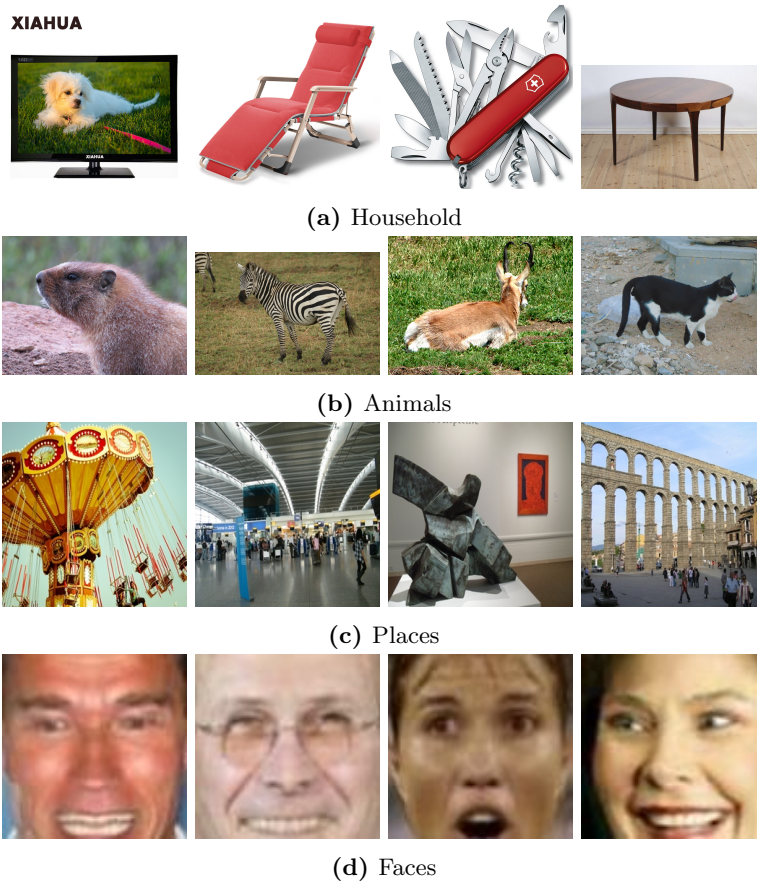 XIAHUA
XIAHUA
(a) Household
(b) Animals
(c) Places
(d) Faces